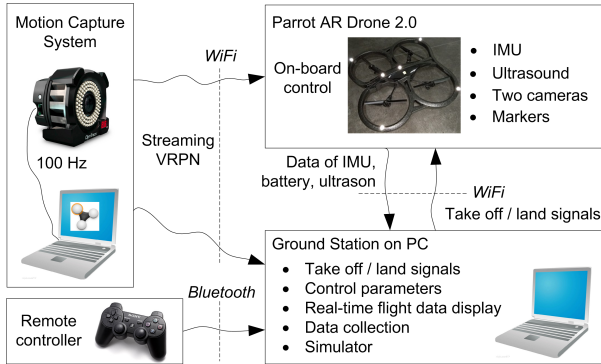 Motion Capture
System
100 Hz
WiFi
Streaming
VRPN
Parrot AR Drone 2.0
On-board
control
• IMU
• Ultrasound
• Two cameras
• Markers
Data of IMU,
battery, ultrason
WiFi
Take off / land signals
Ground Station on PC
• Take off / land signals
• Control parameters
• Real-time flight data display
• Data collection
• Simulator
Bluetooth
Remote
controller